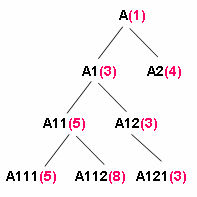 A(1)
A1(3) A2(4)
A11(5) A12(3)
A111(5) A112(8) A121(3)